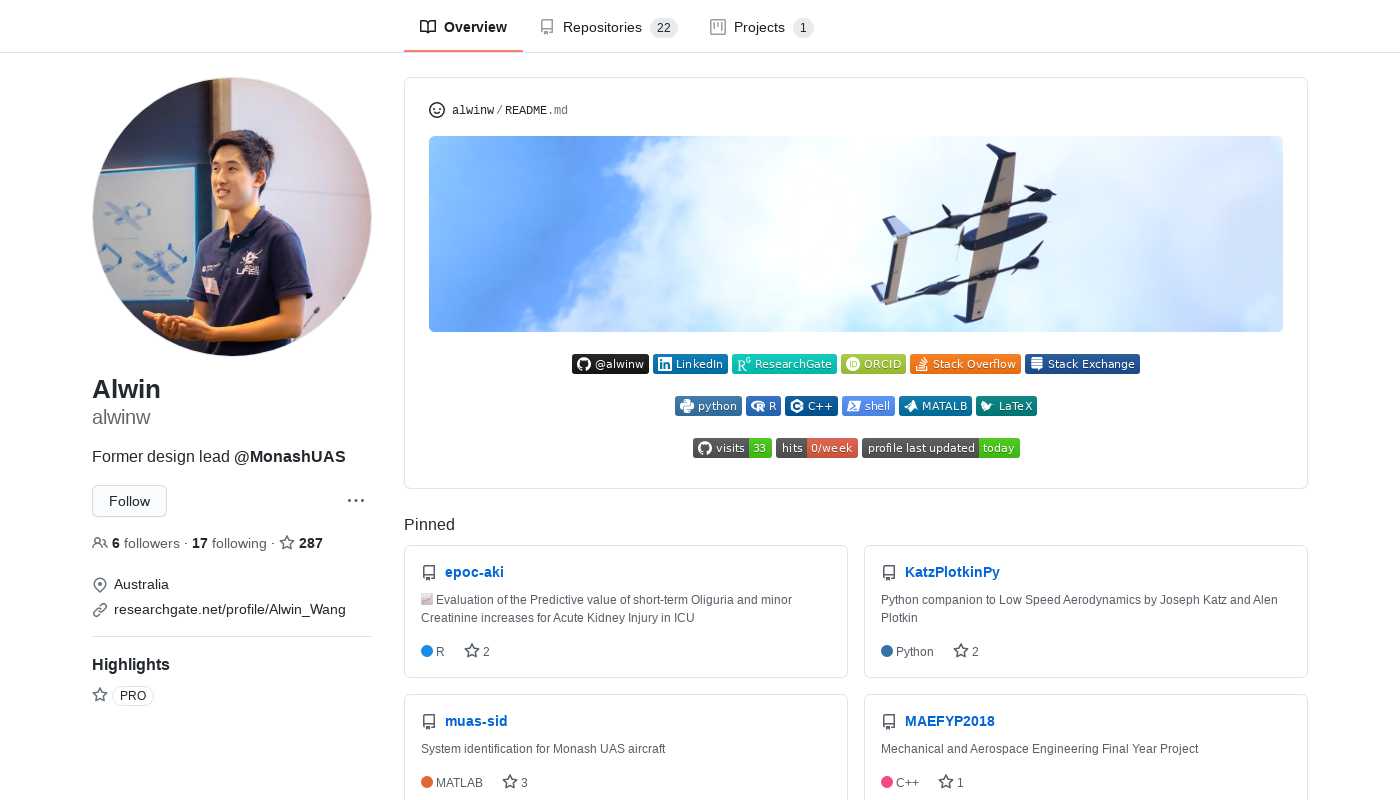 Overview
Repositories 22
Projects 1
Alwin
alwinw
Former design lead @MonashUAS
Follow
6 followers · 17 following · 287
Australia
researchgate.net/profile/Alwin_Wang
Highlights
PRO
alwinw/README.md
@alwinw LinkedIn ResearchGate ORCID Stack Overflow Stack Exchange
python R C++ shell MATALB LaTeX
visits 33 hits 0/week profile last updated today
Pinned
epoc-aki
Evaluation of the Predictive value of short-term Oliguria and minor
Creatinine increases for Acute Kidney Injury in ICU
R 2
KatzPlotkinPy
Python companion to Low Speed Aerodynamics by Joseph Katz and Alen
Plotkin
Python 2
muas-sid
System identification for Monash UAS aircraft
MATLAB 3
MAEFYP2018
Mechanical and Aerospace Engineering Final Year Project
C++ 1